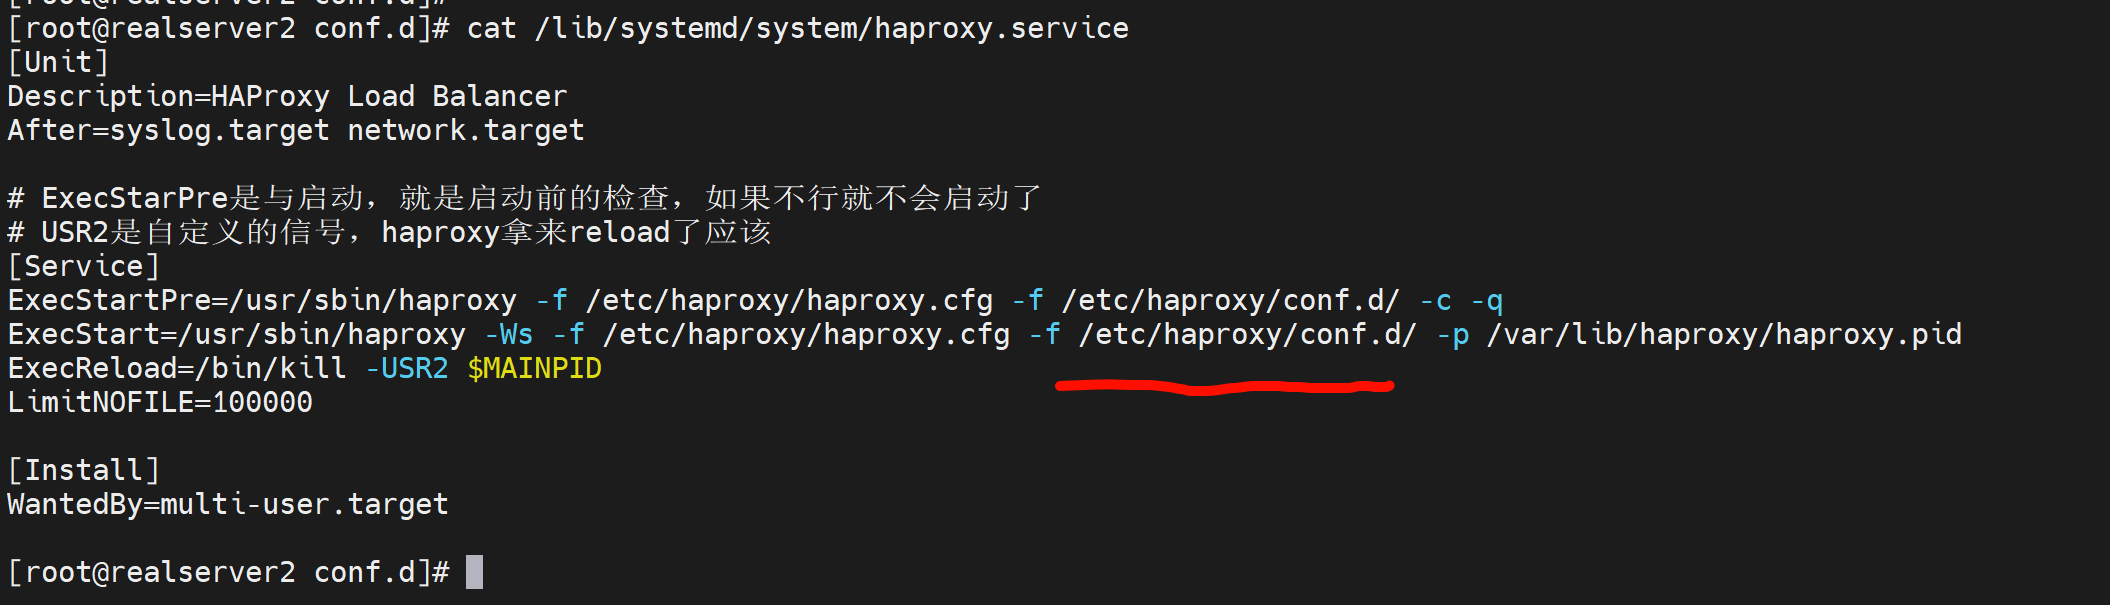 [root@realserver2 conf.d]#
[root@realserver2 conf.d]# cat /lib/systemd/system/haproxy.service
[Unit]
Description=HAProxy Load Balancer
After=syslog.target network.target
# ExecStarPre是与启动，就是启动前的检查，如果不行就不会启动了
# USR2是自定义的信号，haproxy拿来reload了应该
[Service]
ExecStartPre=/usr/sbin/haproxy -f /etc/haproxy/haproxy.cfg -f /etc/haproxy/conf.d/ -c -q
ExecStart=/usr/sbin/haproxy -Ws -f /etc/haproxy/haproxy.cfg -f /etc/haproxy/conf.d/ -p /var/lib/haproxy/haproxy.pid
ExecReload=/bin/kill -USR2 $MAINPID
LimitNOFILE=100000
[Install]
WantedBy=multi-user.target
[root@realserver2 conf.d]#